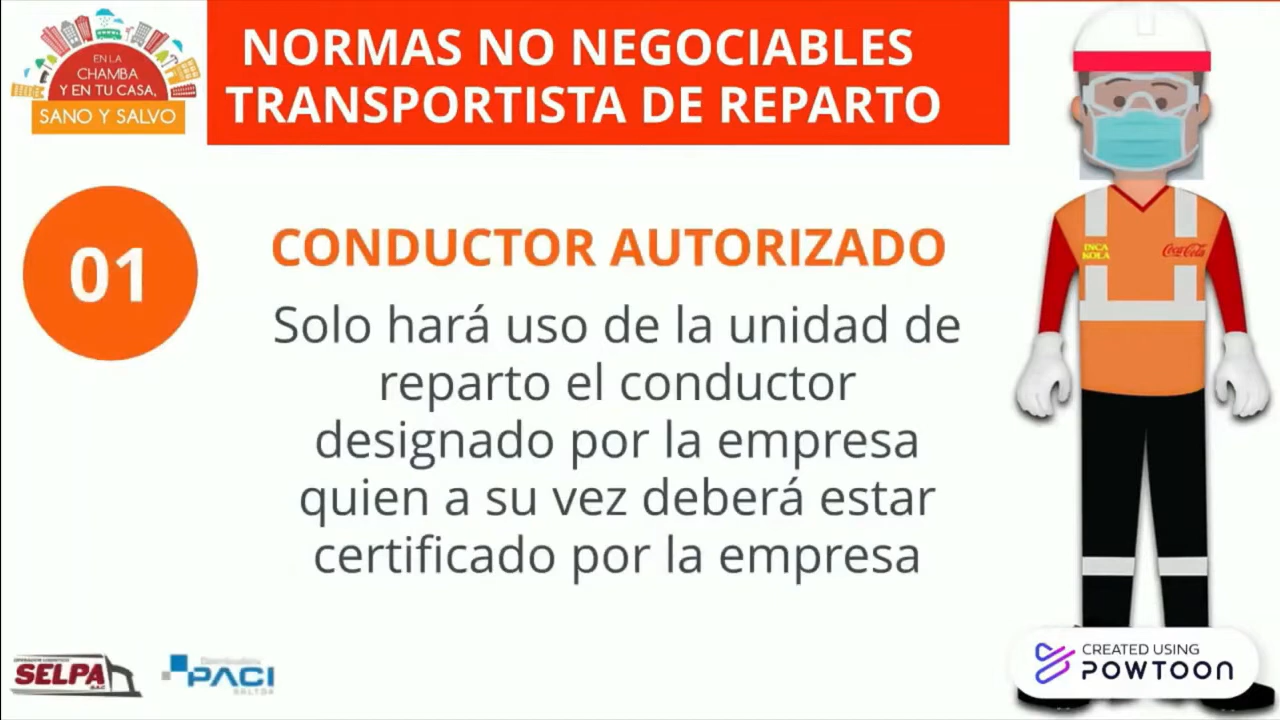 EN LA
CHAMBA
Y EN TU CASA,
SANO Y SALVO
NORMAS NO NEGOCIABLES
TRANSPORTISTA DE REPARTO
01
CONDUCTOR AUTORIZADO
Solo hará uso de la unidad de
reparto el conductor
designado por la empresa
quien a su vez deberá estar
certificado por la empresa
INCA
KOLA
Coca-Cola
SELPA
S.A.C
PACI
CREATED USING
POWTOON